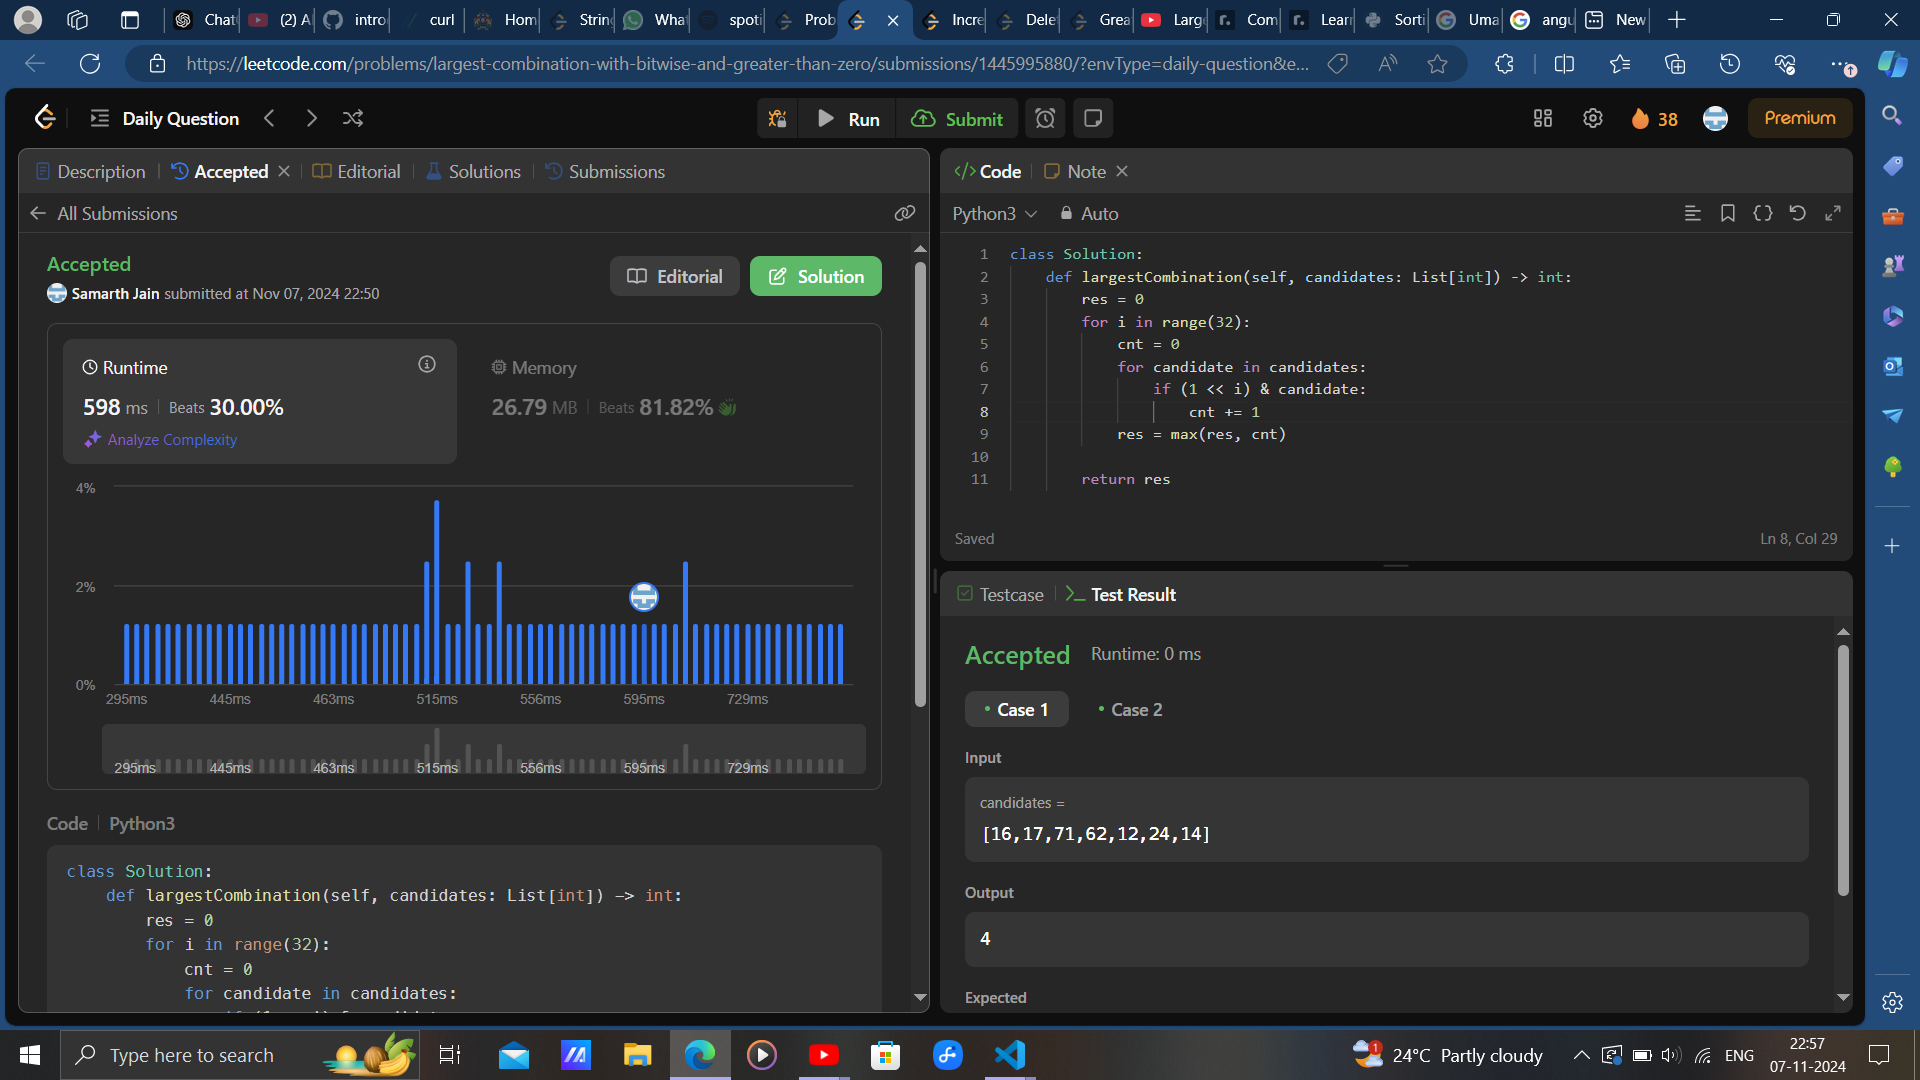 Chat
(2) A
intro
curl
Hom
Strin
What
spoti
Prob
Incre
Dele
Grea
Larg
Com
Lear
Sorti
Uma
angu
New
https://leetcode.com/problems/largest-combination-with-bitwise-and-greater-than-zero/submissions/1445995880/?envType=daily-question&e...
Daily Question
Run
Submit
38
Premium
Description
Accepted
Editorial
Solutions
Submissions
All Submissions
Accepted
Samarth Jain submitted at Nov 07, 2024 22:50
Editorial
Solution
Runtime
598 ms
Beats 30.00%
Analyze Complexity
Memory
26.79 MB
Beats 81.82%
4%
2%
0%
295ms 445ms 463ms 515ms 556ms 595ms 729ms
295ms 445ms 463ms 515ms 556ms 595ms 729ms
Code
Python3
class Solution:
    def largestCombination(self, candidates: List[int]) -> int:
        res = 0
        for i in range(32):
            cnt = 0
            for candidate in candidates:
Code
Note
Python3
Auto
1 class Solution:
2     def largestCombination(self, candidates: List[int]) -> int:
3         res = 0
4         for i in range(32):
5             cnt = 0
6             for candidate in candidates:
7                 if (1 << i) & candidate:
8                     cnt += 1
9             res = max(res, cnt)
10
11         return res
Saved
Ln 8, Col 29
Testcase
Test Result
Accepted
Runtime: 0 ms
Case 1
Case 2
Input
candidates =
[16,17,71,62,12,24,14]
Output
4
Expected
Type here to search
1
24°C Partly cloudy
ENG
22:57
07-11-2024